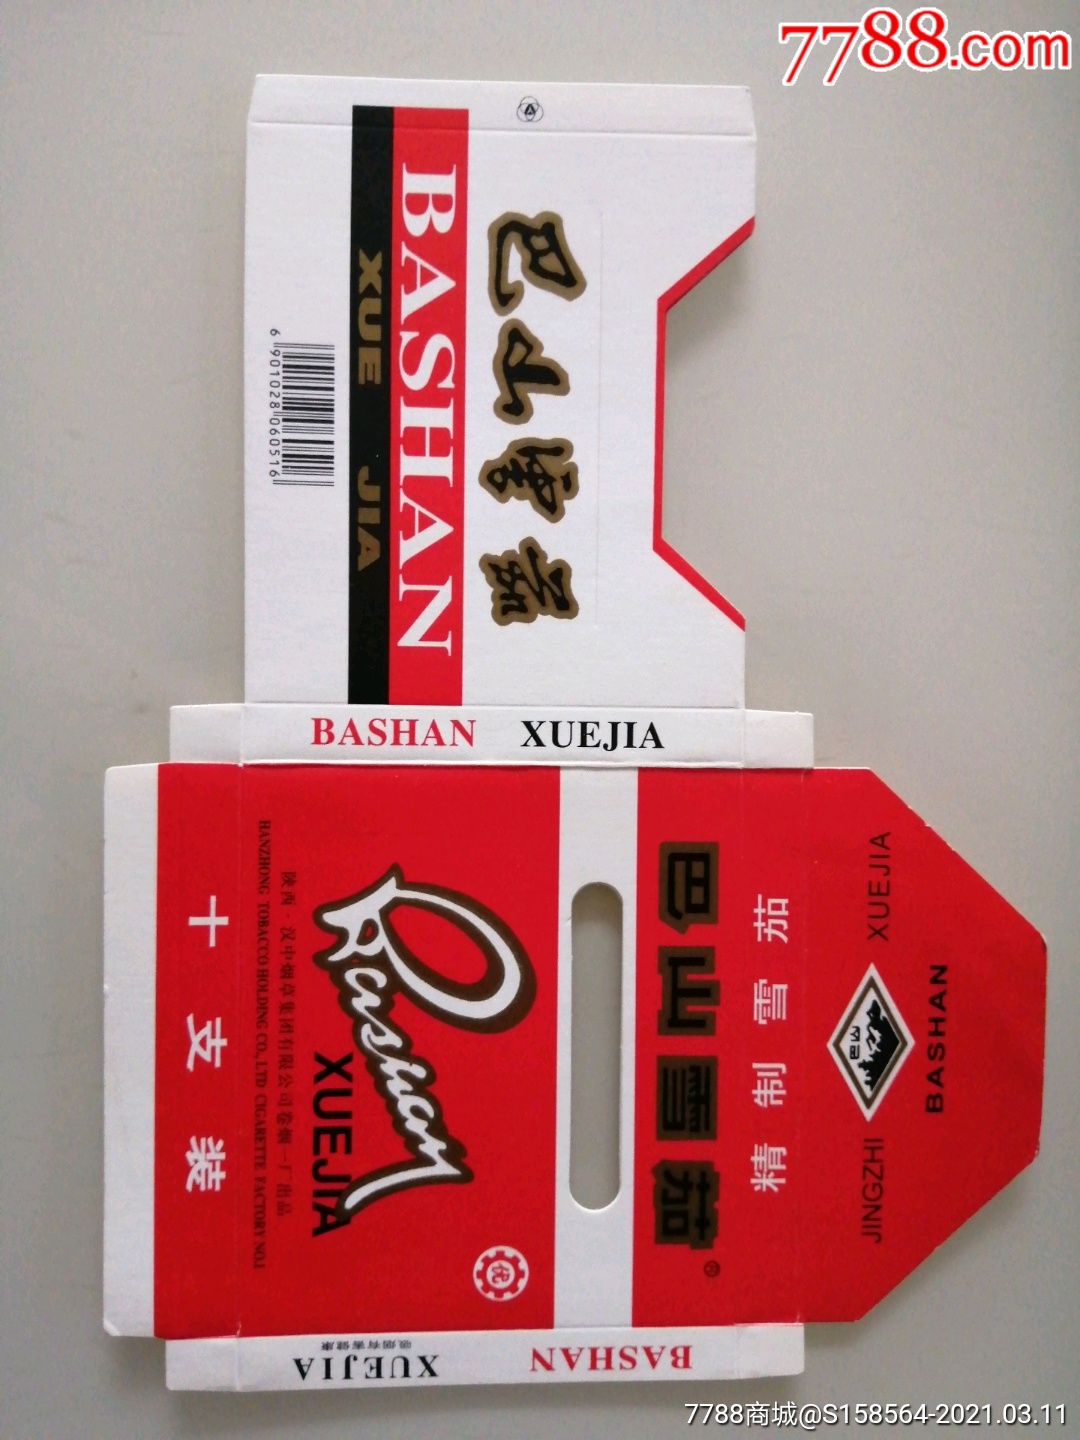 7788.com
巴山雪茄
BASHAN
XUE JIA
6 901028 060516
BASHAN XUEJIA
JINGZHI XUEJIA
BASHAN
巴山
精制雪茄
巴山雪茄
®
Bashan
XUEJIA
优
陕西·汉中烟草集团有限公司卷烟一厂出品
HANZHONG TOBACCO HOLDING CO., LTD CIGARETTE FACTORY NO.1
十支装
BASHAN XUEJIA
吸烟有害健康
7788商城@S158564-2021.03.11